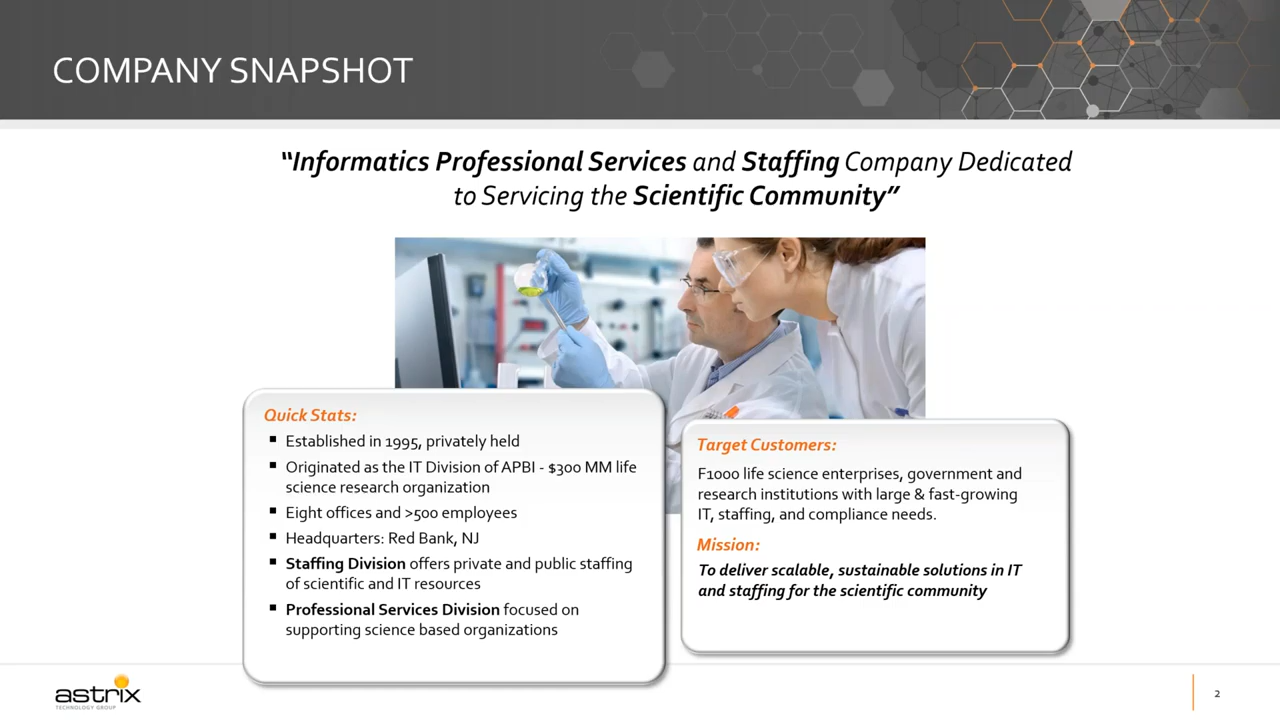 COMPANY SNAPSHOT
“Informatics Professional Services and Staffing Company Dedicated
to Servicing the Scientific Community”
Quick Stats:
▪ Established in 1995, privately held
▪ Originated as the IT Division of APBI - $300 MM life
science research organization
▪ Eight offices and >500 employees
▪ Headquarters: Red Bank, NJ
▪ Staffing Division offers private and public staffing
of scientific and IT resources
▪ Professional Services Division focused on
supporting science based organizations
Target Customers:
F1000 life science enterprises, government and
research institutions with large & fast-growing
IT, staffing, and compliance needs.
Mission:
To deliver scalable, sustainable solutions in IT
and staffing for the scientific community
astrix
TECHNOLOGY GROUP
2